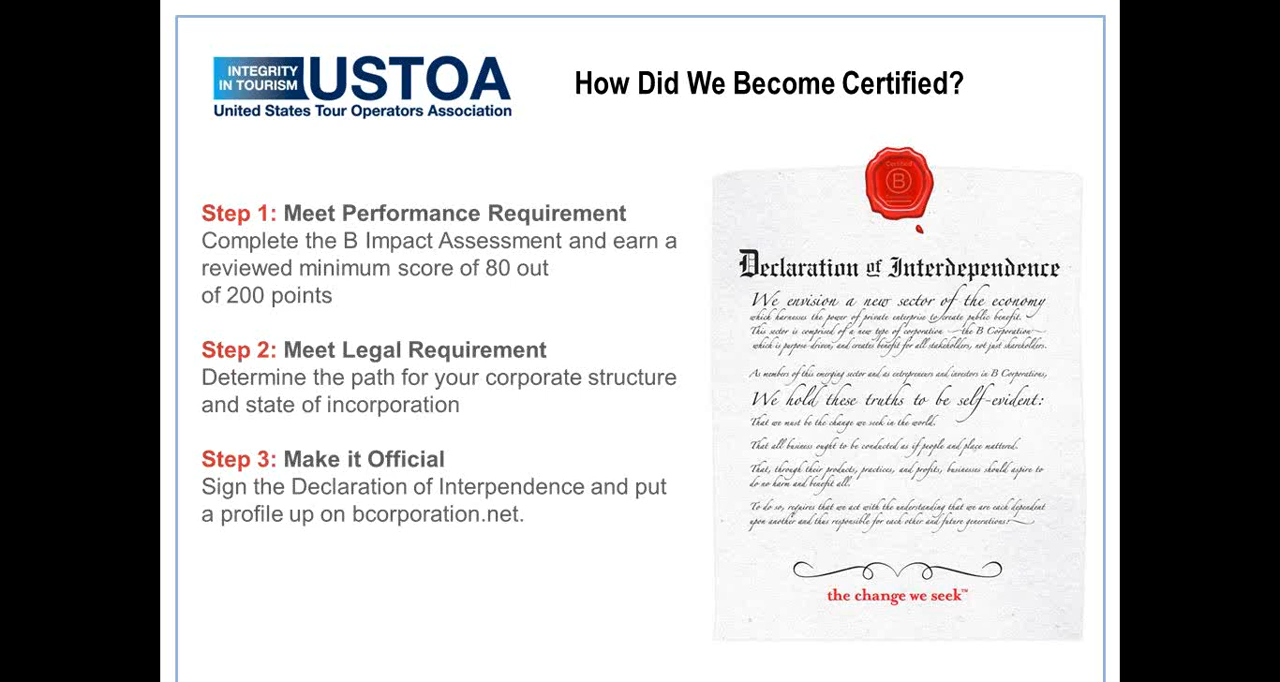 INTEGRITY
IN TOURISM
USTOA
United States Tour Operators Association
How Did We Become Certified?
Step 1: Meet Performance Requirement
Complete the B Impact Assessment and earn a
reviewed minimum score of 80 out
of 200 points
Step 2: Meet Legal Requirement
Determine the path for your corporate structure
and state of incorporation
Step 3: Make it Official
Sign the Declaration of Interpendence and put
a profile up on bcorporation.net.
Certified
B
Declaration of Interdependence
We envision a new sector of the economy
which harnesses the power of private enterprise to create public benefit.
This sector is comprised of a new type of corporation – the B Corporation –
which is purpose-driven, and creates benefit for all stakeholders, not just shareholders.
As members of this emerging sector and as entrepreneurs and investors in B Corporations,
We hold these truths to be self-evident:
That we must be the change we seek in the world.
That all business ought to be conducted as if people and place mattered.
That, through their products, practices, and profits, businesses should aspire to
do no harm and benefit all.
To do so, requires that we act with the understanding that we are each dependent
upon another and thus responsible for each other and future generations.
the change we seek™